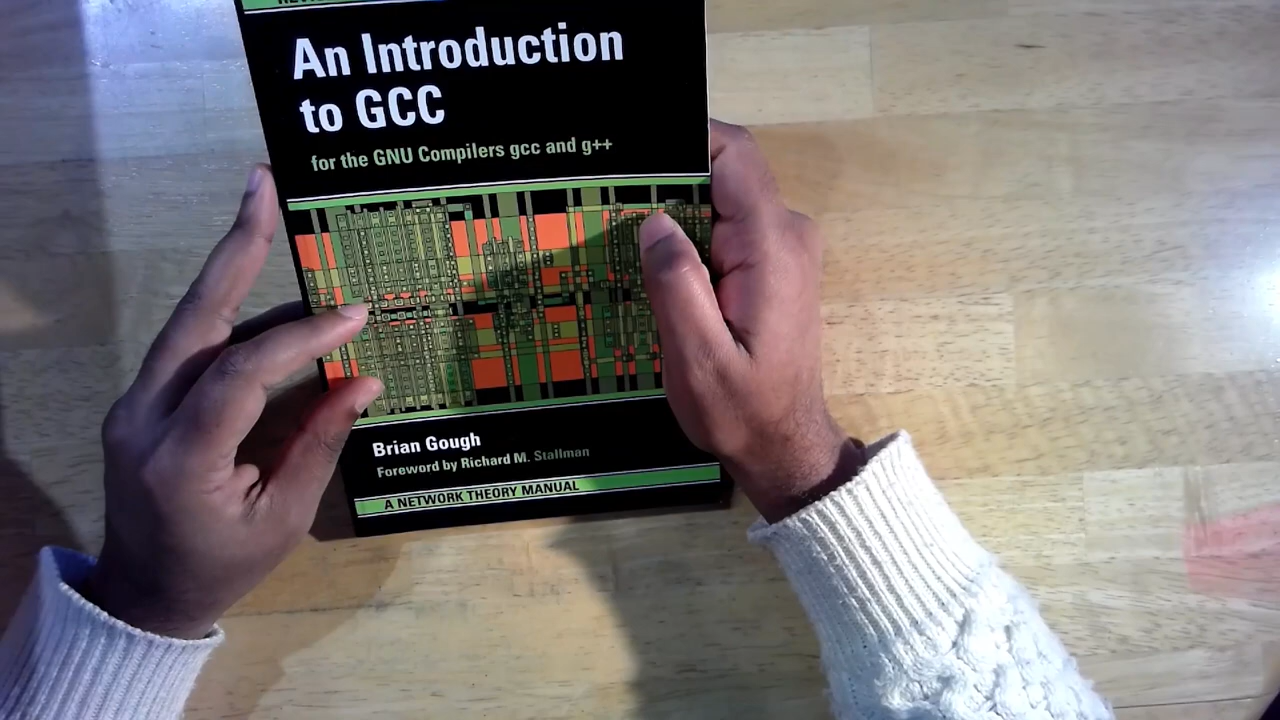 An Introduction
to GCC
for the GNU Compilers gcc and g++
Brian Gough
Foreword by Richard M. Stallman
A NETWORK THEORY MANUAL